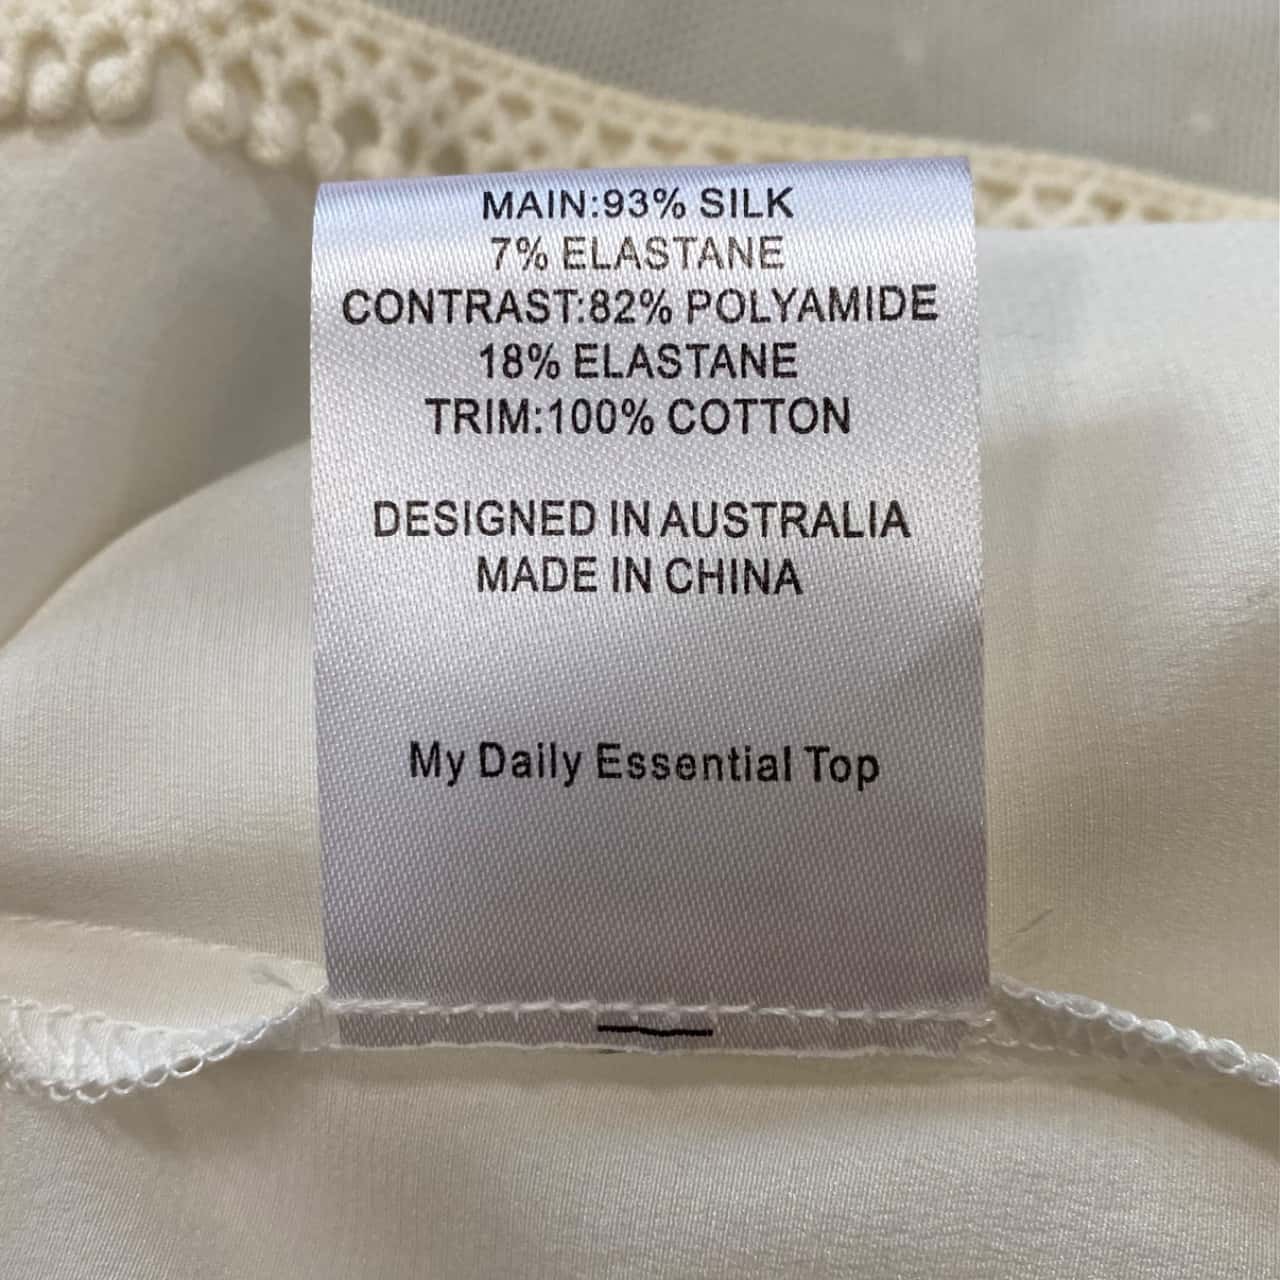 MAIN:93% SILK
7% ELASTANE
CONTRAST:82% POLYAMIDE
18% ELASTANE
TRIM:100% COTTON
DESIGNED IN AUSTRALIA
MADE IN CHINA
My Daily Essential Top